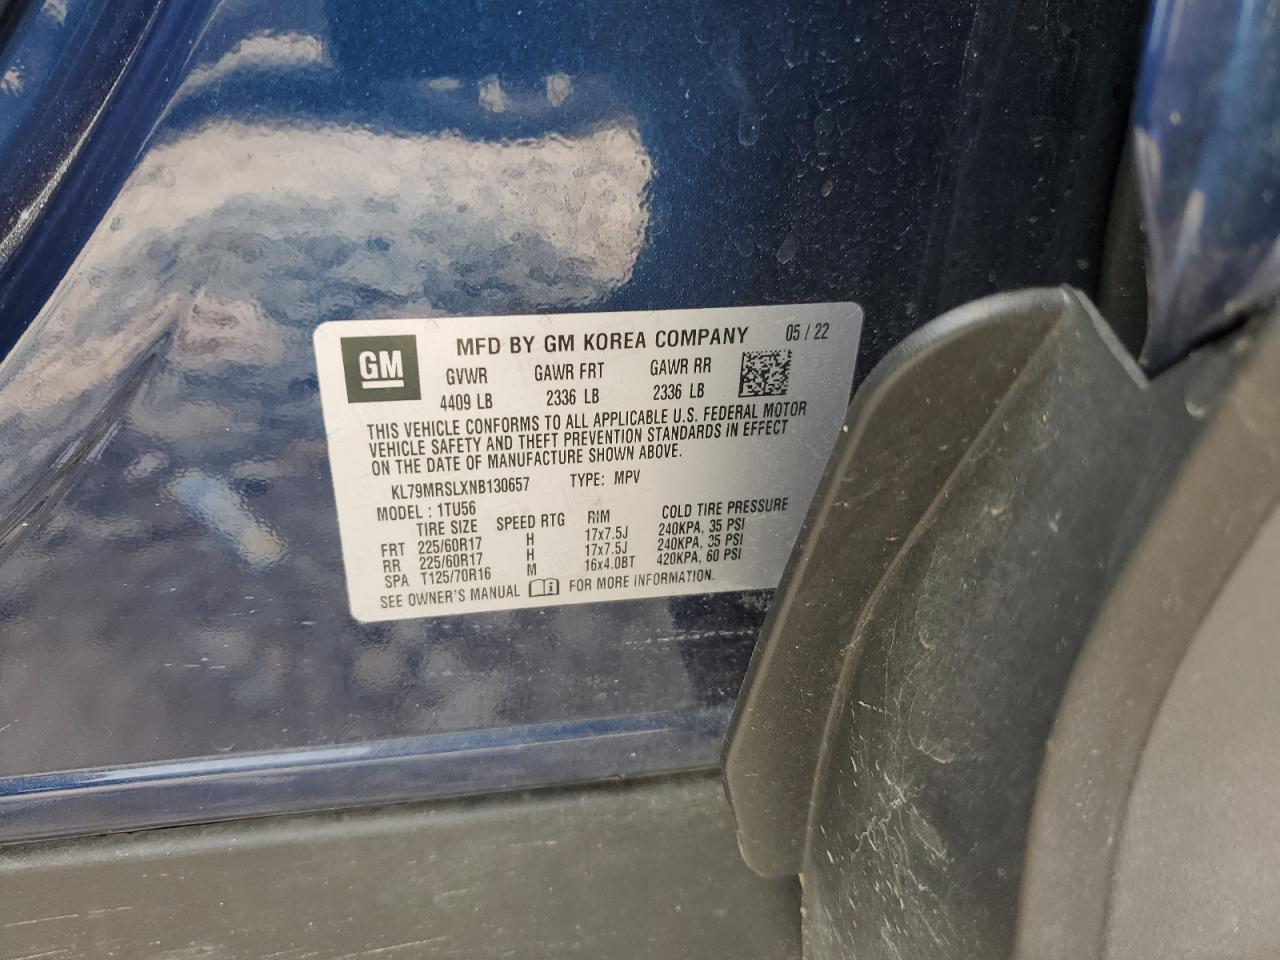 GM
MFD BY GM KOREA COMPANY 05 / 22
GVWR GAWR FRT GAWR RR
4409 LB 2336 LB 2336 LB
THIS VEHICLE CONFORMS TO ALL APPLICABLE U.S. FEDERAL MOTOR
VEHICLE SAFETY AND THEFT PREVENTION STANDARDS IN EFFECT
ON THE DATE OF MANUFACTURE SHOWN ABOVE.
KL79MRSLXNB130657 TYPE: MPV
MODEL : 1TU56
TIRE SIZE SPEED RTG RIM COLD TIRE PRESSURE
FRT 225/60R17 H 17x7.5J 240KPA, 35 PSI
RR 225/60R17 H 17x7.5J 240KPA, 35 PSI
SPA T125/70R16 M 16x4.0BT 420KPA, 60 PSI
SEE OWNER'S MANUAL i FOR MORE INFORMATION.